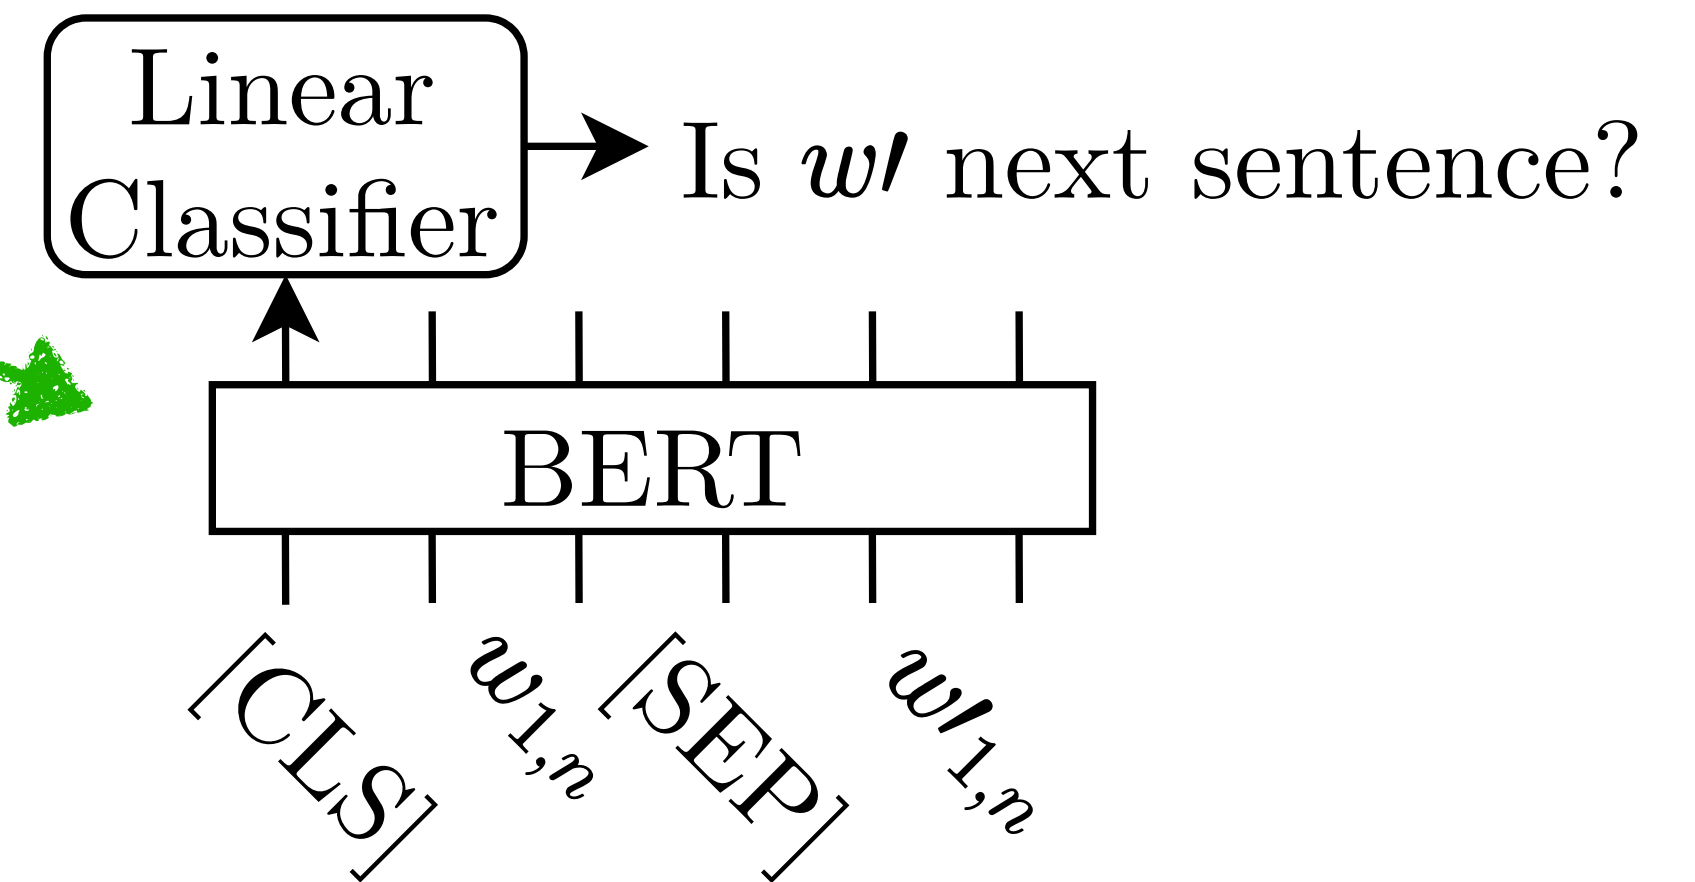 Linear
Classifier
Is w′ next sentence?
BERT
[CLS]
w1,n
[SEP]
w′1,n